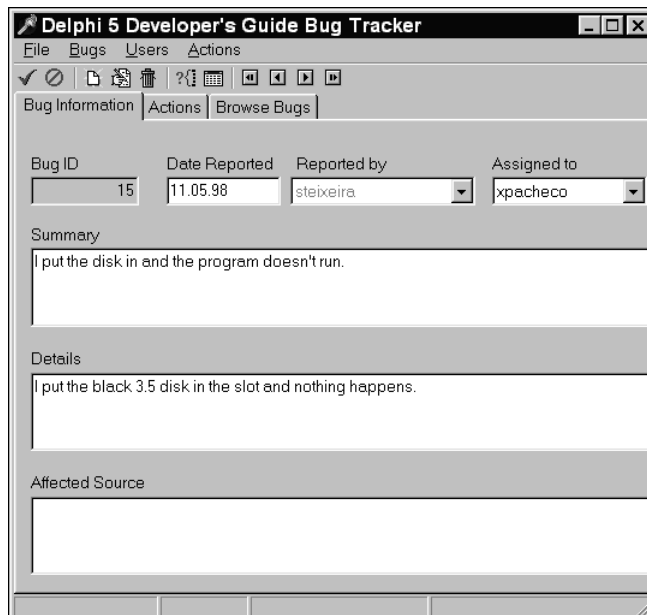 Delphi 5 Developer's Guide Bug Tracker
File Bugs Users Actions
Bug Information Actions Browse Bugs
Bug ID Date Reported Reported by Assigned to
15 11.05.98 steixeira xpacheco
Summary
I put the disk in and the program doesn't run.
Details
I put the black 3.5 disk in the slot and nothing happens.
Affected Source